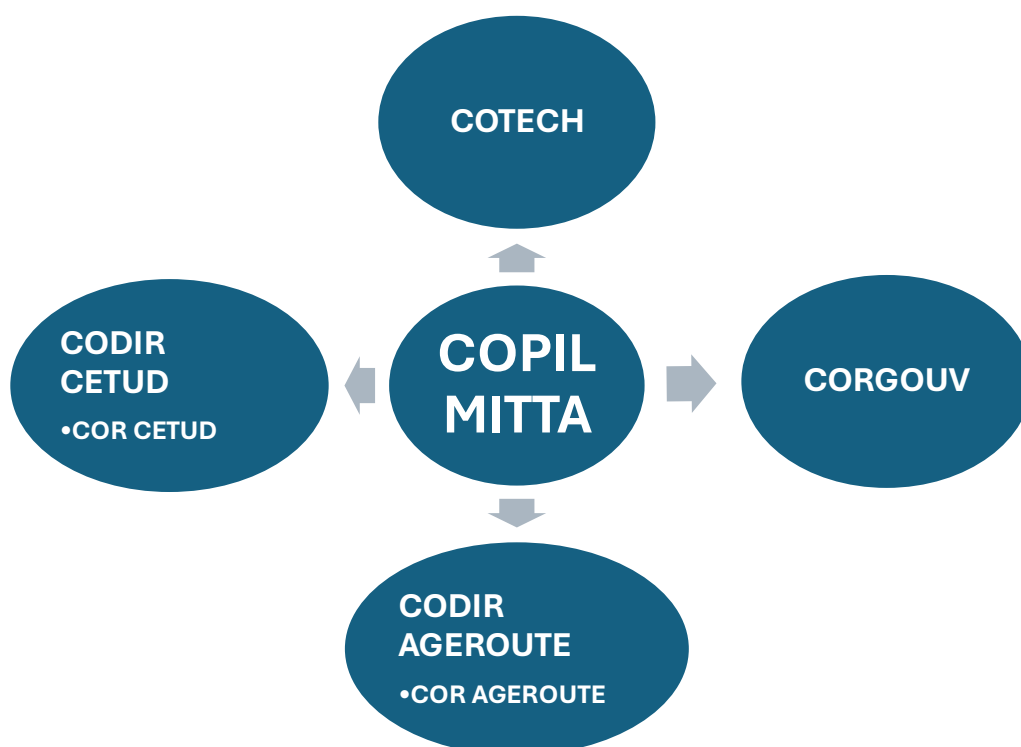 COTECH
CODIR
CETUD
•COR CETUD
COPIL
MITTA
CORGOUV
CODIR
AGEROUTE
•COR AGEROUTE